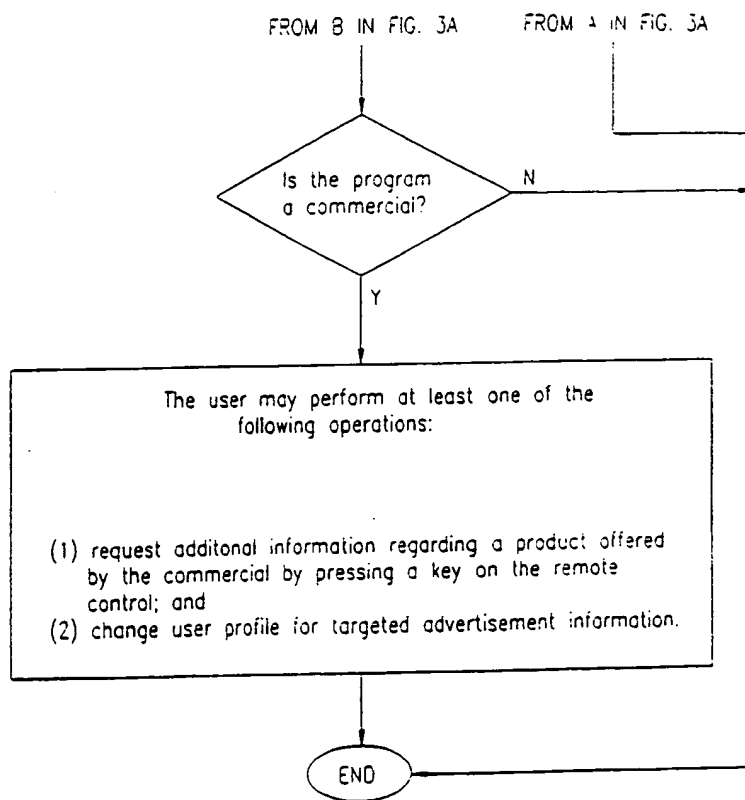 FROM B IN FIG. 3A
FROM A IN FIG. 3A
Is the program
a commercial?
N
Y
The user may perform at least one of the
following operations:
(1) request additonal information regarding a product offered
by the commercial by pressing a key on the remote
control; and
(2) change user profile for targeted advertisement information.
END